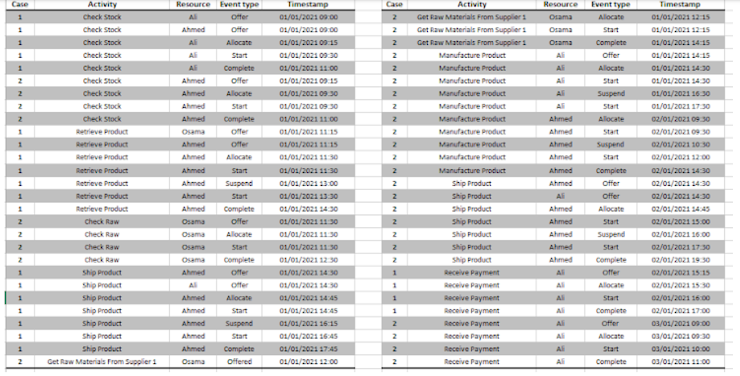 Case Activity Resource Event type Timestamp
1 Check Stock Ali Offer 01/01/2021 09:00
1 Check Stock Ahmed Offer 01/01/2021 09:00
1 Check Stock Ali Allocate 01/01/2021 09:15
1 Check Stock Ali Start 01/01/2021 09:30
1 Check Stock Ali Complete 01/01/2021 11:00
2 Check Stock Ahmed Offer 01/01/2021 09:15
2 Check Stock Ahmed Allocate 01/01/2021 09:30
2 Check Stock Ahmed Start 01/01/2021 09:30
2 Check Stock Ahmed Complete 01/01/2021 11:00
1 Retrieve Product Osama Offer 01/01/2021 11:15
1 Retrieve Product Ahmed Offer 01/01/2021 11:15
1 Retrieve Product Ahmed Allocate 01/01/2021 11:30
1 Retrieve Product Ahmed Start 01/01/2021 11:30
1 Retrieve Product Ahmed Suspend 01/01/2021 13:00
1 Retrieve Product Ahmed Start 01/01/2021 13:30
1 Retrieve Product Ahmed Complete 01/01/2021 14:30
2 Check Raw Osama Offer 01/01/2021 11:30
2 Check Raw Osama Allocate 01/01/2021 11:30
2 Check Raw Osama Start 01/01/2021 11:30
2 Check Raw Osama Complete 01/01/2021 12:30
1 Ship Product Ahmed Offer 01/01/2021 14:30
1 Ship Product Ali Offer 01/01/2021 14:30
1 Ship Product Ahmed Allocate 01/01/2021 14:45
1 Ship Product Ahmed Start 01/01/2021 14:45
1 Ship Product Ahmed Suspend 01/01/2021 16:15
1 Ship Product Ahmed Start 01/01/2021 16:45
1 Ship Product Ahmed Complete 01/01/2021 17:45
2 Get Raw Materials From Supplier 1 Osama Offered 01/01/2021 12:00
Case Activity Resource Event type Timestamp
2 Get Raw Materials From Supplier 1 Osama Allocate 01/01/2021 12:15
2 Get Raw Materials From Supplier 1 Osama Start 01/01/2021 12:15
2 Get Raw Materials From Supplier 1 Osama Complete 01/01/2021 14:15
2 Manufacture Product Ali Offer 01/01/2021 14:15
2 Manufacture Product Ali Allocate 01/01/2021 14:30
2 Manufacture Product Ali Start 01/01/2021 14:30
2 Manufacture Product Ali Suspend 01/01/2021 16:30
2 Manufacture Product Ali Start 01/01/2021 17:30
2 Manufacture Product Ahmed Allocate 02/01/2021 09:30
2 Manufacture Product Ahmed Start 02/01/2021 09:30
2 Manufacture Product Ahmed Suspend 02/01/2021 10:30
2 Manufacture Product Ahmed Start 02/01/2021 12:00
2 Manufacture Product Ahmed Complete 02/01/2021 14:30
2 Ship Product Ahmed Offer 02/01/2021 14:30
2 Ship Product Ali Offer 02/01/2021 14:30
2 Ship Product Ahmed Allocate 02/01/2021 14:45
2 Ship Product Ahmed Start 02/01/2021 15:00
2 Ship Product Ahmed Suspend 02/01/2021 16:00
2 Ship Product Ahmed Start 02/01/2021 17:30
2 Ship Product Ahmed Complete 02/01/2021 19:30
1 Receive Payment Ali Offer 02/01/2021 15:15
1 Receive Payment Ali Allocate 02/01/2021 15:30
1 Receive Payment Ali Start 02/01/2021 16:00
1 Receive Payment Ali Complete 02/01/2021 17:00
2 Receive Payment Ali Offer 03/01/2021 09:00
2 Receive Payment Ali Allocate 03/01/2021 09:30
2 Receive Payment Ali Start 03/01/2021 10:00
2 Receive Payment Ali Complete 03/01/2021 11:00